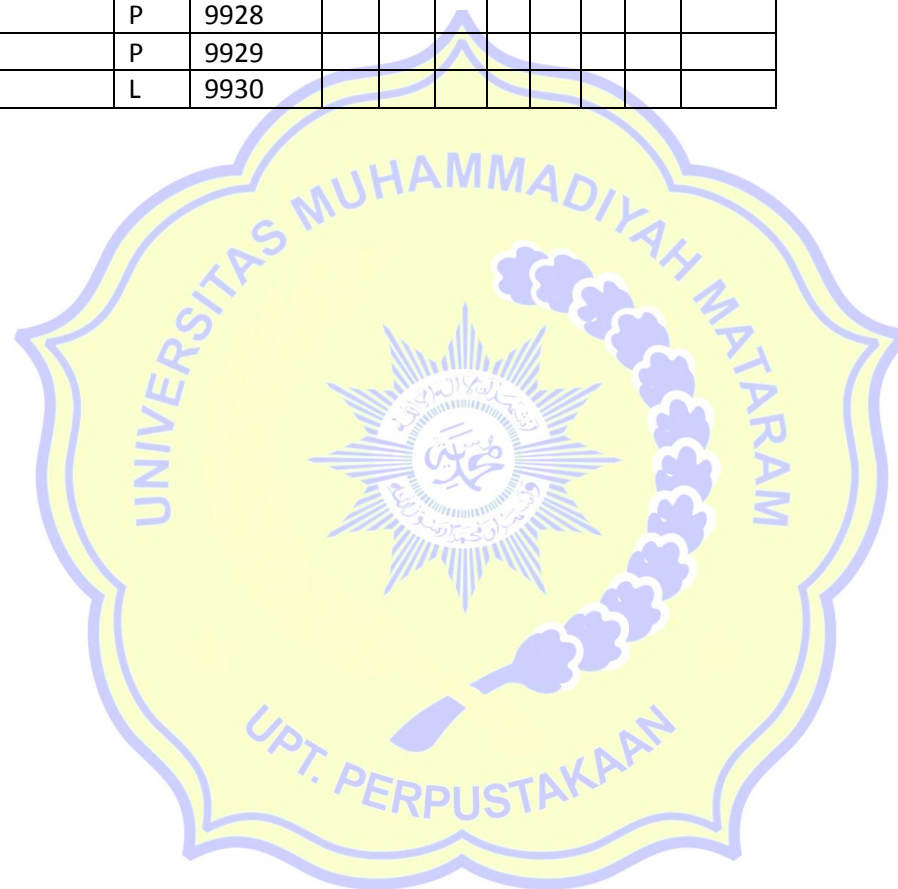 P 9928
P 9929
L 9930
UNIVERSITAS MUHAMMADIYAH MATARAM
UPT. PERPUSTAKAAN